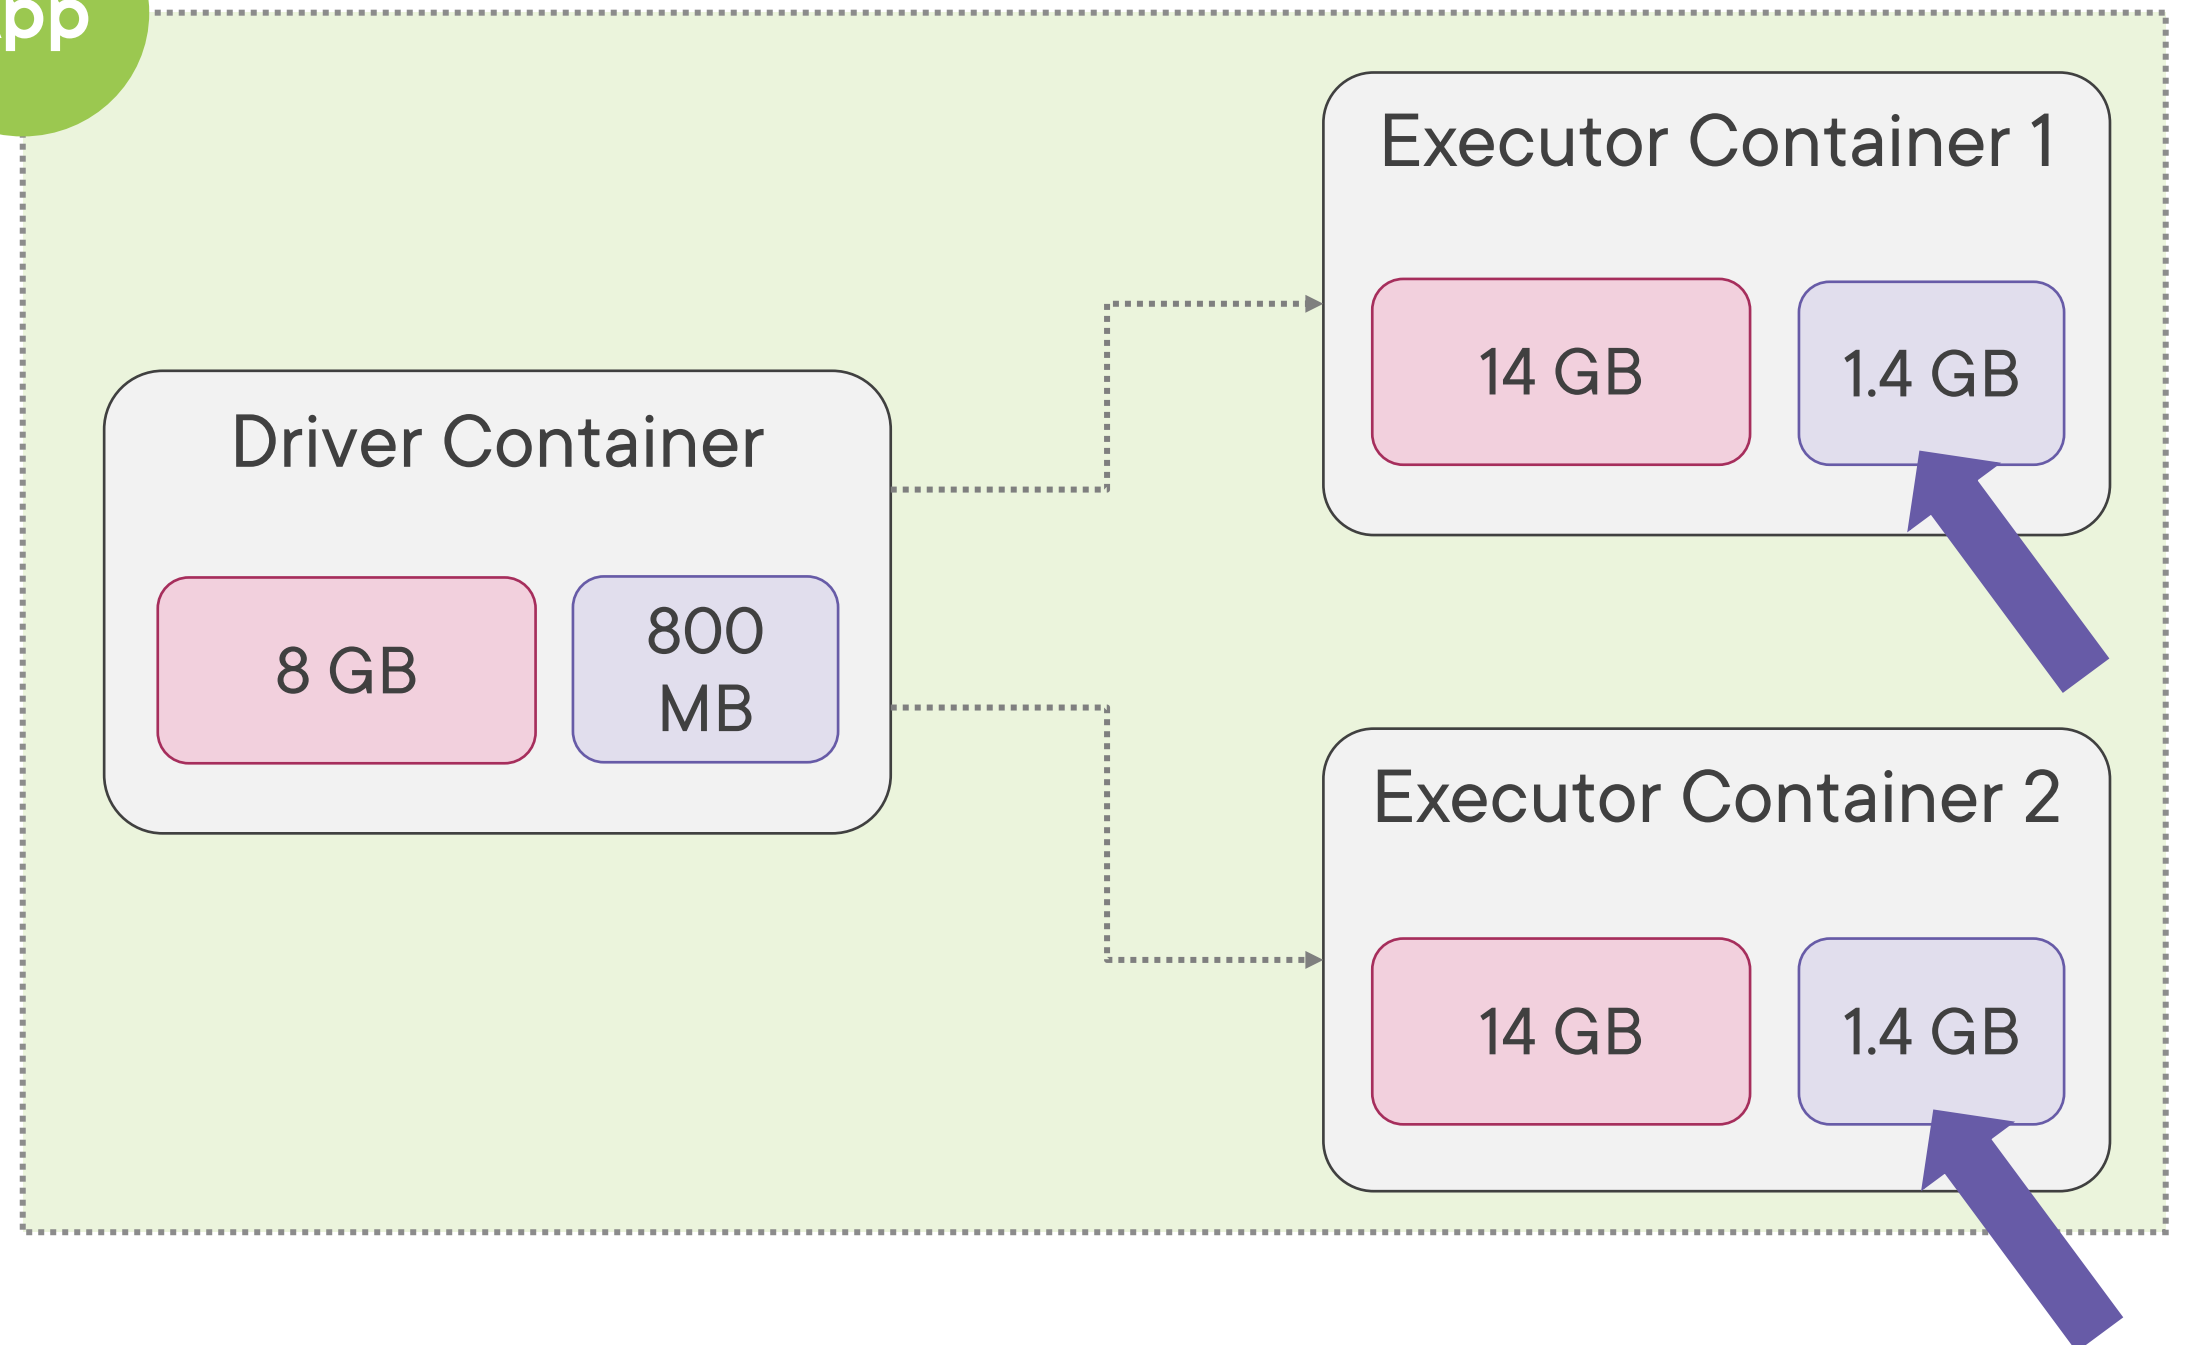 pp
Driver Container
8 GB
800
MB
Executor Container 1
14 GB
1.4 GB
Executor Container 2
14 GB
1.4 GB